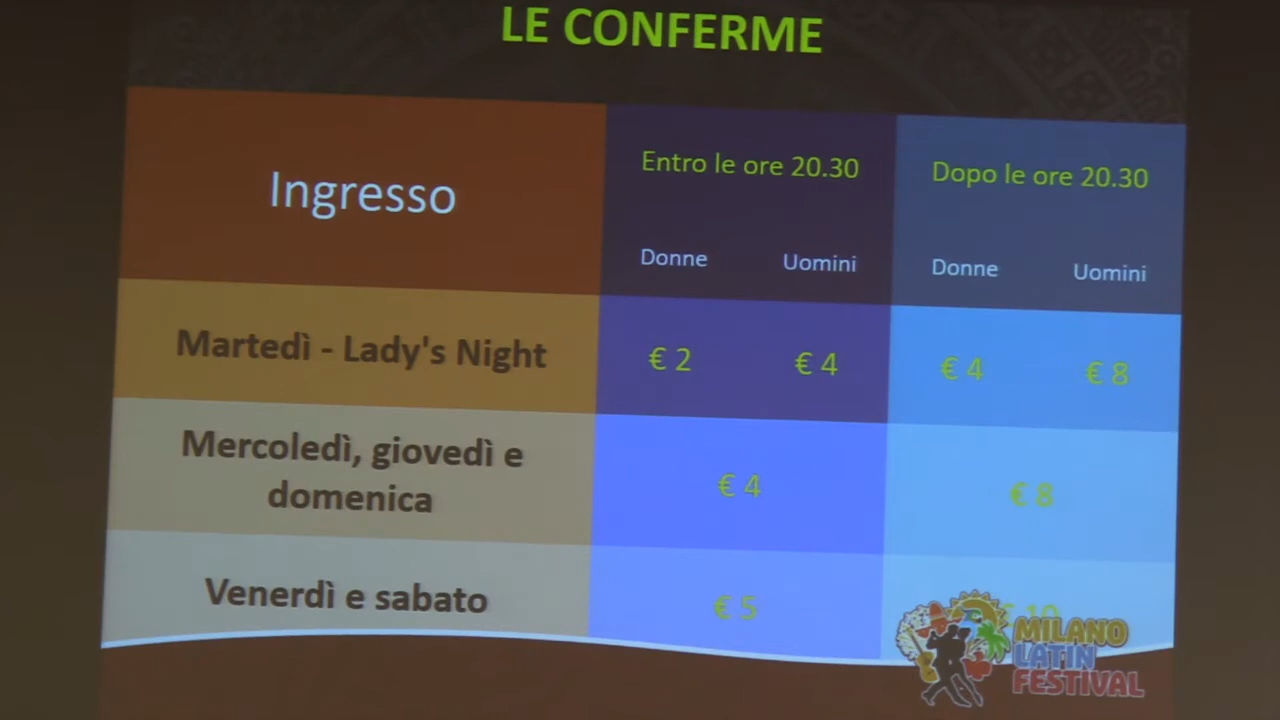 LE CONFERME
Ingresso
Entro le ore 20.30
Dopo le ore 20.30
Donne Uomini
Donne Uomini
Martedì - Lady's Night € 2 € 4 € 4 € 8
Mercoledì, giovedì e
domenica
€ 4 € 8
Venerdì e sabato € 5 € 10
MILANO
LATIN
FESTIVAL